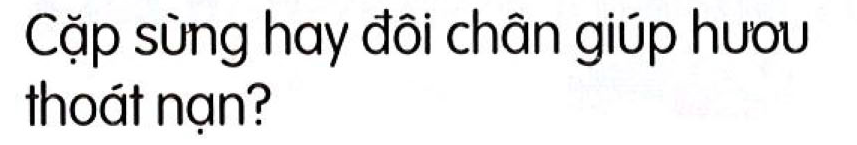 Cặp sừng hay đôi chân giúp hươu
thoát nạn?